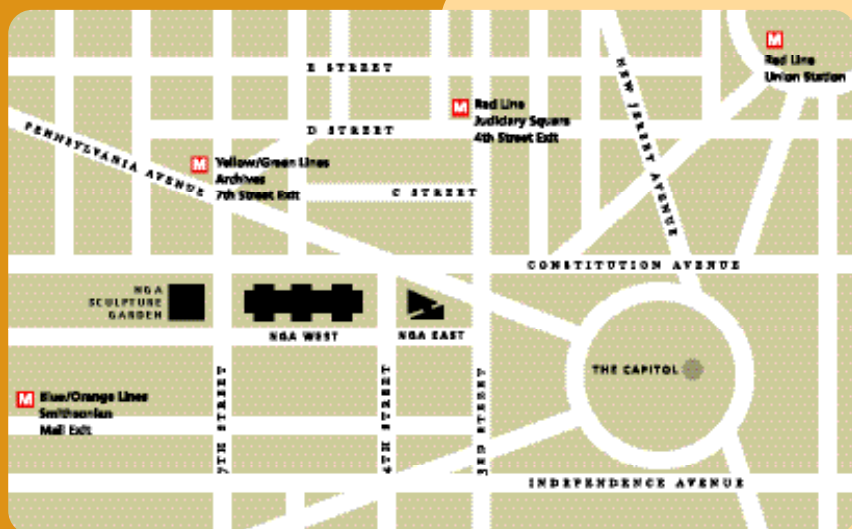 M
Red Line
Union Station
E STREET
M
Red Line
Judiciary Square
4th Street Exit
D STREET
NEW JERSEY AVENUE
PENNSYLVANIA AVENUE
M
Yellow/Green Lines
Archives
7th Street Exit
C STREET
CONSTITUTION AVENUE
NGA
SCULPTURE
GARDEN
NGA WEST
NGA EAST
THE CAPITOL
M
Blue/Orange Lines
Smithsonian
Mall Exit
7TH STREET
4TH STREET
3RD STREET
INDEPENDENCE AVENUE